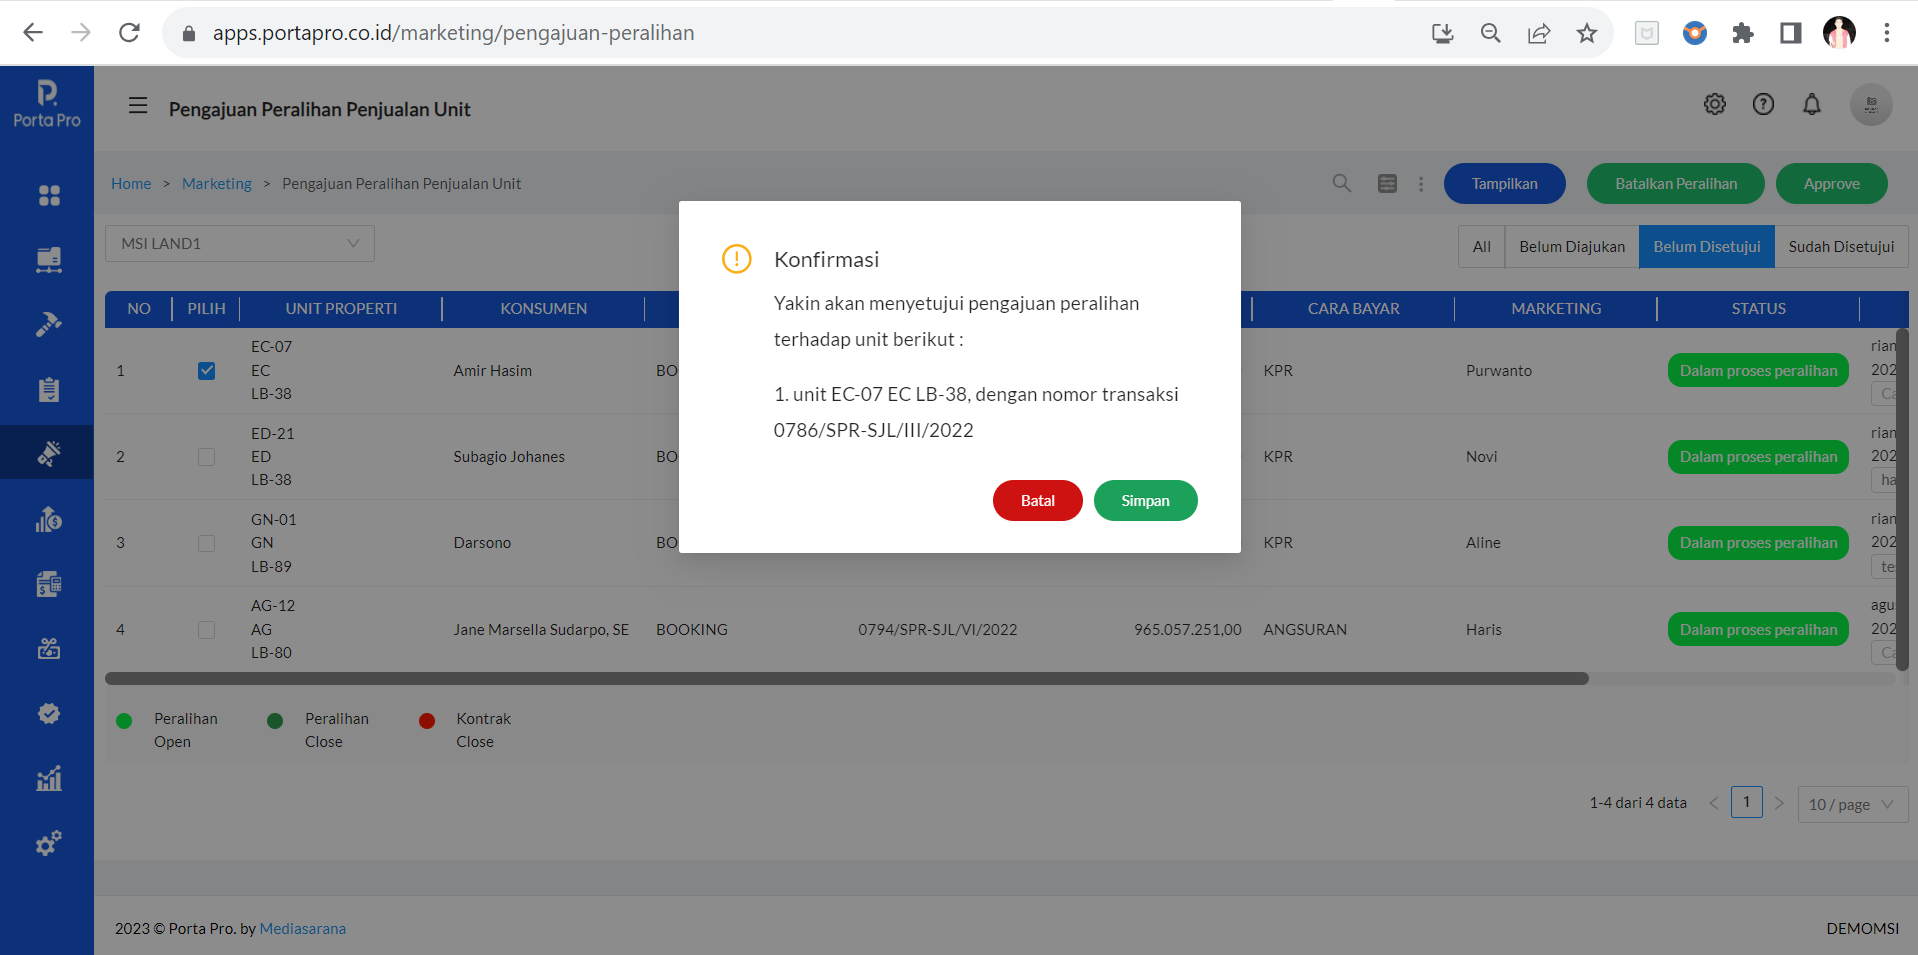 apps.portapro.co.id/marketing/pengajuan-peralihan
Porta Pro
Pengajuan Peralihan Penjualan Unit
Home > Marketing > Pengajuan Peralihan Penjualan Unit
Tampilkan
Batalkan Peralihan
Approve
MSI LAND1
All
Belum Diajukan
Belum Disetujui
Sudah Disetujui
Konfirmasi
Yakin akan menyetujui pengajuan peralihan
terhadap unit berikut :
1. unit EC-07 EC LB-38, dengan nomor transaksi
0786/SPR-SJL/III/2022
Batal
Simpan
NO PILIH UNIT PROPERTI KONSUMEN CARA BAYAR MARKETING STATUS
1 EC-07 EC LB-38 Amir Hasim BO KPR Purwanto Dalam proses peralihan rian 202 Ca
2 ED-21 ED LB-38 Subagio Johanes BO KPR Novi Dalam proses peralihan rian 202 ha
3 GN-01 GN LB-89 Darsono BO KPR Aline Dalam proses peralihan rian 202 te
4 AG-12 AG LB-80 Jane Marsella Sudarpo, SE BOOKING 0794/SPR-SJL/VI/2022 965.057.251,00 ANGSURAN Haris Dalam proses peralihan agu 202 Ca
Peralihan Open
Peralihan Close
Kontrak Close
1-4 dari 4 data < 1 > 10 / page
2023 © Porta Pro. by Mediasarana
DEMOMSI